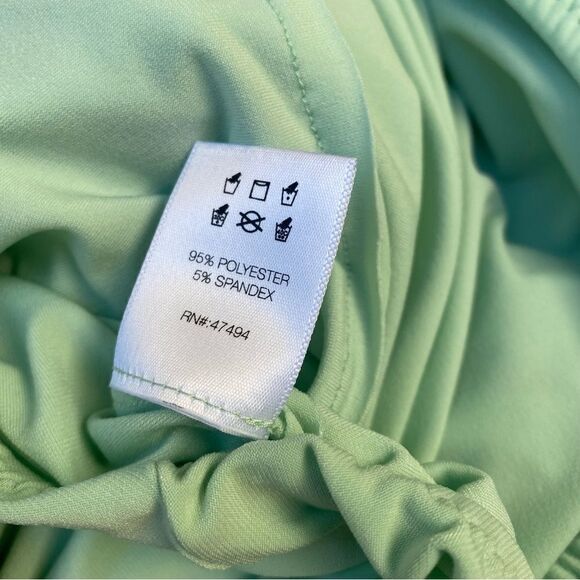 95% POLYESTER
5% SPANDEX
RN#:47494